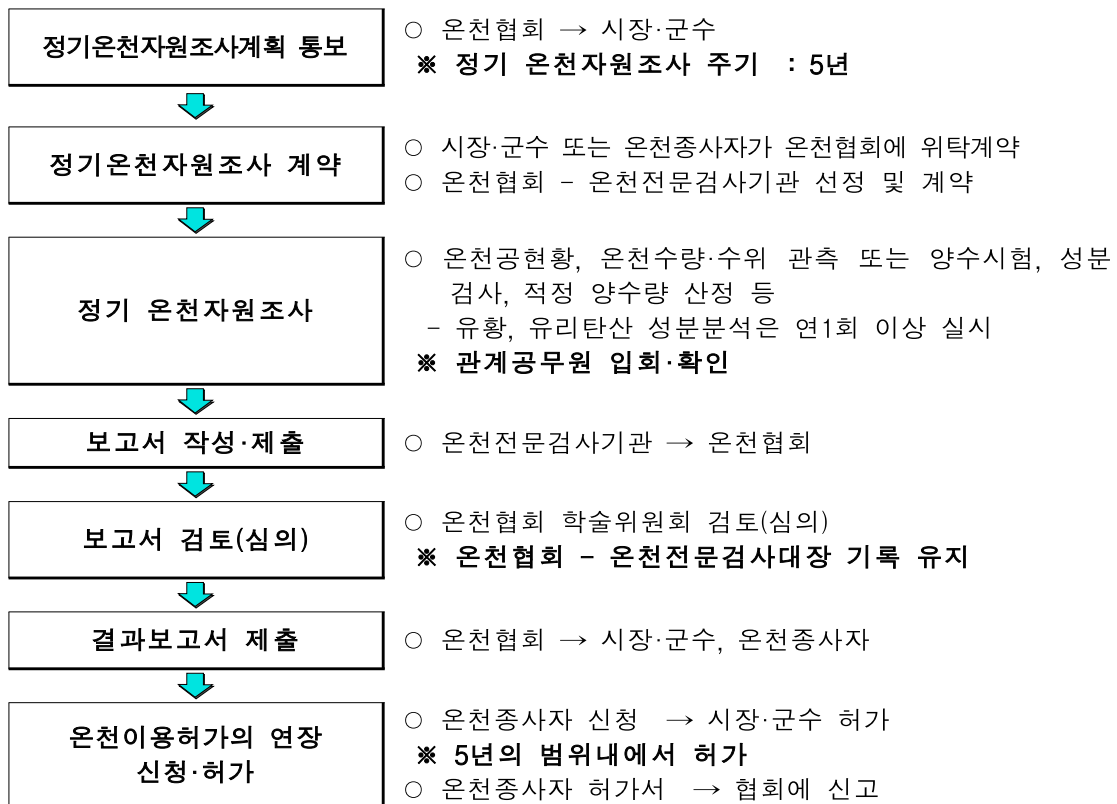 정기온천자원조사계획 통보
○ 온천협회 → 시장·군수
※ 정기 온천자원조사 주기 : 5년
정기온천자원조사 계약
○ 시장·군수 또는 온천종사자가 온천협회에 위탁계약
○ 온천협회 – 온천전문검사기관 선정 및 계약
정기 온천자원조사
○ 온천공현황, 온천수량·수위 관측 또는 양수시험, 성분
검사, 적정 양수량 산정 등
– 유황, 유리탄산 성분분석은 연1회 이상 실시
※ 관계공무원 입회·확인
보고서 작성·제출
○ 온천전문검사기관 → 온천협회
보고서 검토(심의)
○ 온천협회 학술위원회 검토(심의)
※ 온천협회 – 온천전문검사대장 기록 유지
결과보고서 제출
○ 온천협회 → 시장·군수, 온천종사자
온천이용허가의 연장
신청·허가
○ 온천종사자 신청 → 시장·군수 허가
※ 5년의 범위내에서 허가
○ 온천종사자 허가서 → 협회에 신고